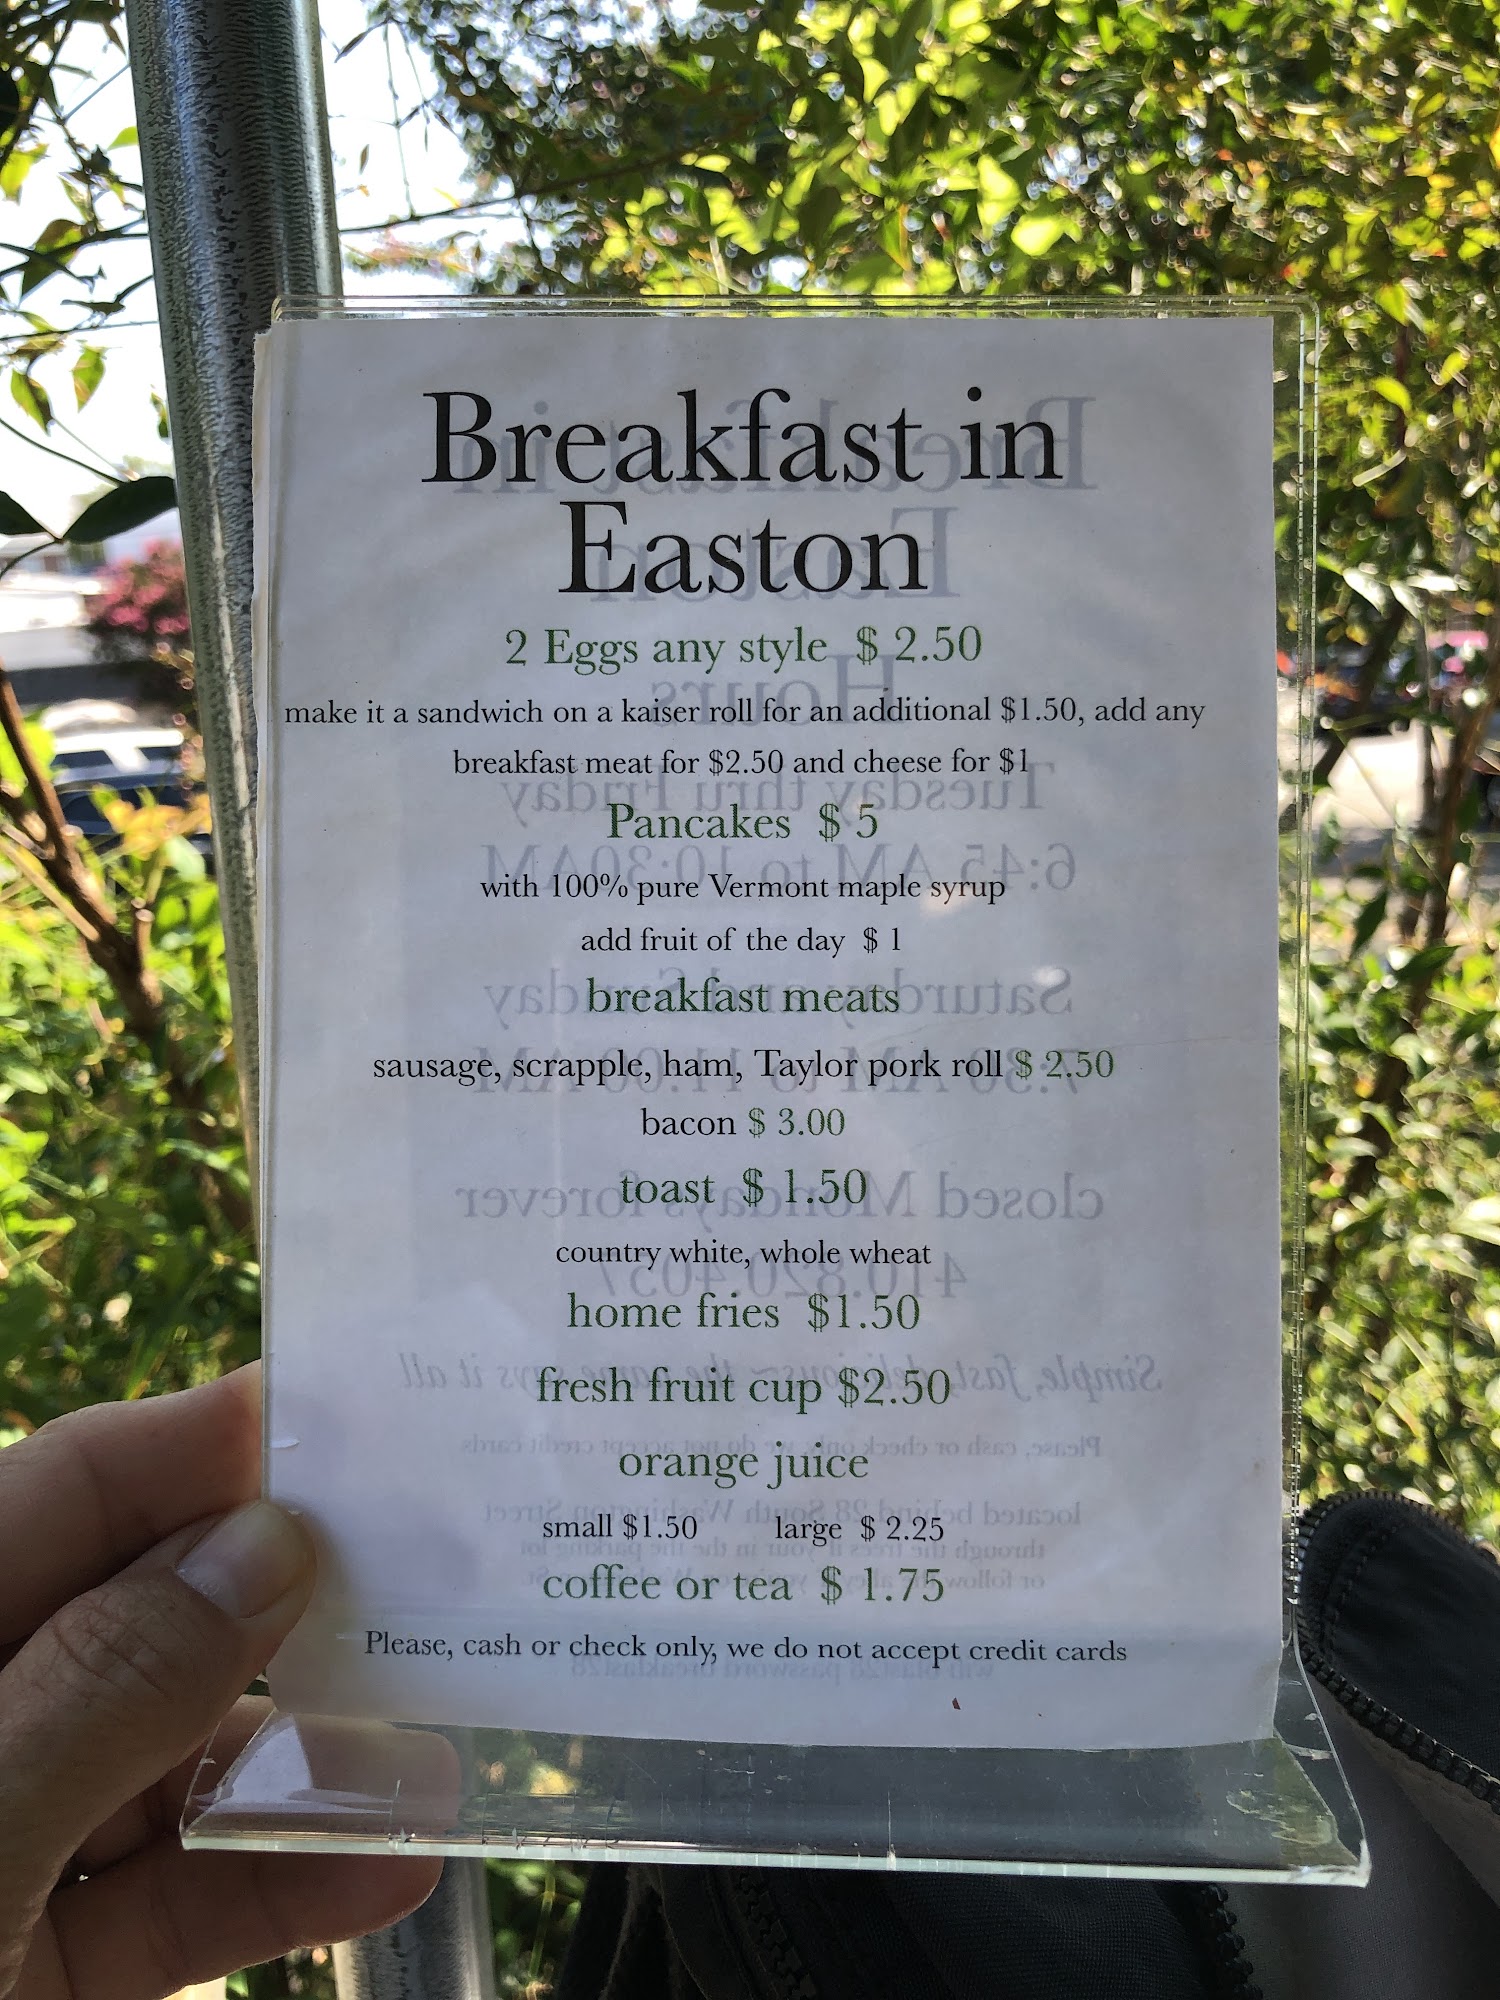 Breakfast in
Easton
2 Eggs any style $ 2.50
make it a sandwich on a kaiser roll for an additional $1.50, add any
breakfast meat for $2.50 and cheese for $1
Pancakes $ 5
with 100% pure Vermont maple syrup
add fruit of the day $ 1
breakfast meats
sausage, scrapple, ham, Taylor pork roll $ 2.50
bacon $ 3.00
toast $ 1.50
country white, whole wheat
home fries $1.50
fresh fruit cup $2.50
orange juice
small $1.50 large $ 2.25
coffee or tea $ 1.75
Please, cash or check only, we do not accept credit cards